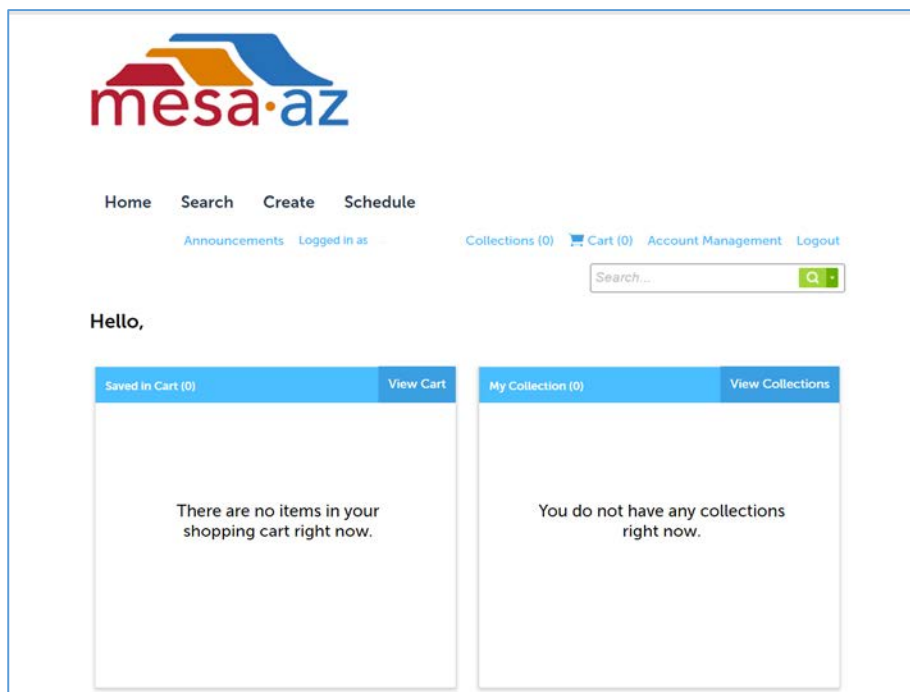 mesa·az
Home Search Create Schedule
Announcements Logged in as Collections (0) Cart (0) Account Management Logout
Search...
Hello,
Saved in Cart (0) View Cart My Collection (0) View Collections
There are no items in your
shopping cart right now.
You do not have any collections
right now.